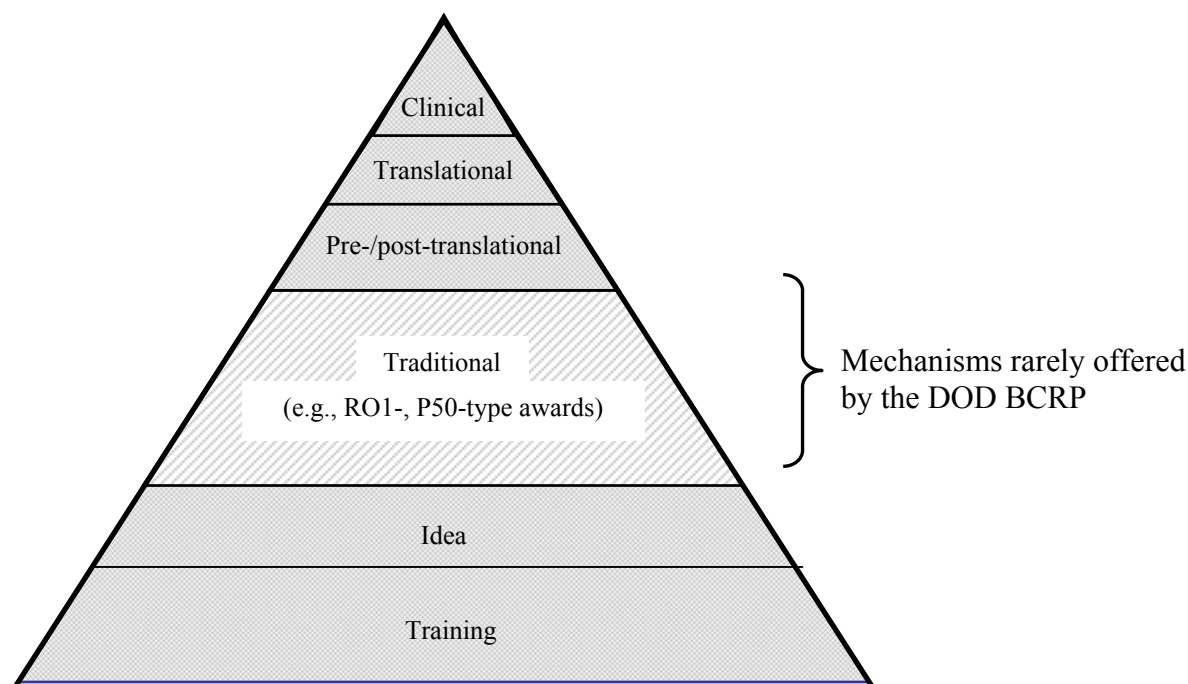 Clinical
Translational
Pre-/post-translational
Traditional
(e.g., RO1-, P50-type awards)
Mechanisms rarely offered
by the DOD BCRP
Idea
Training